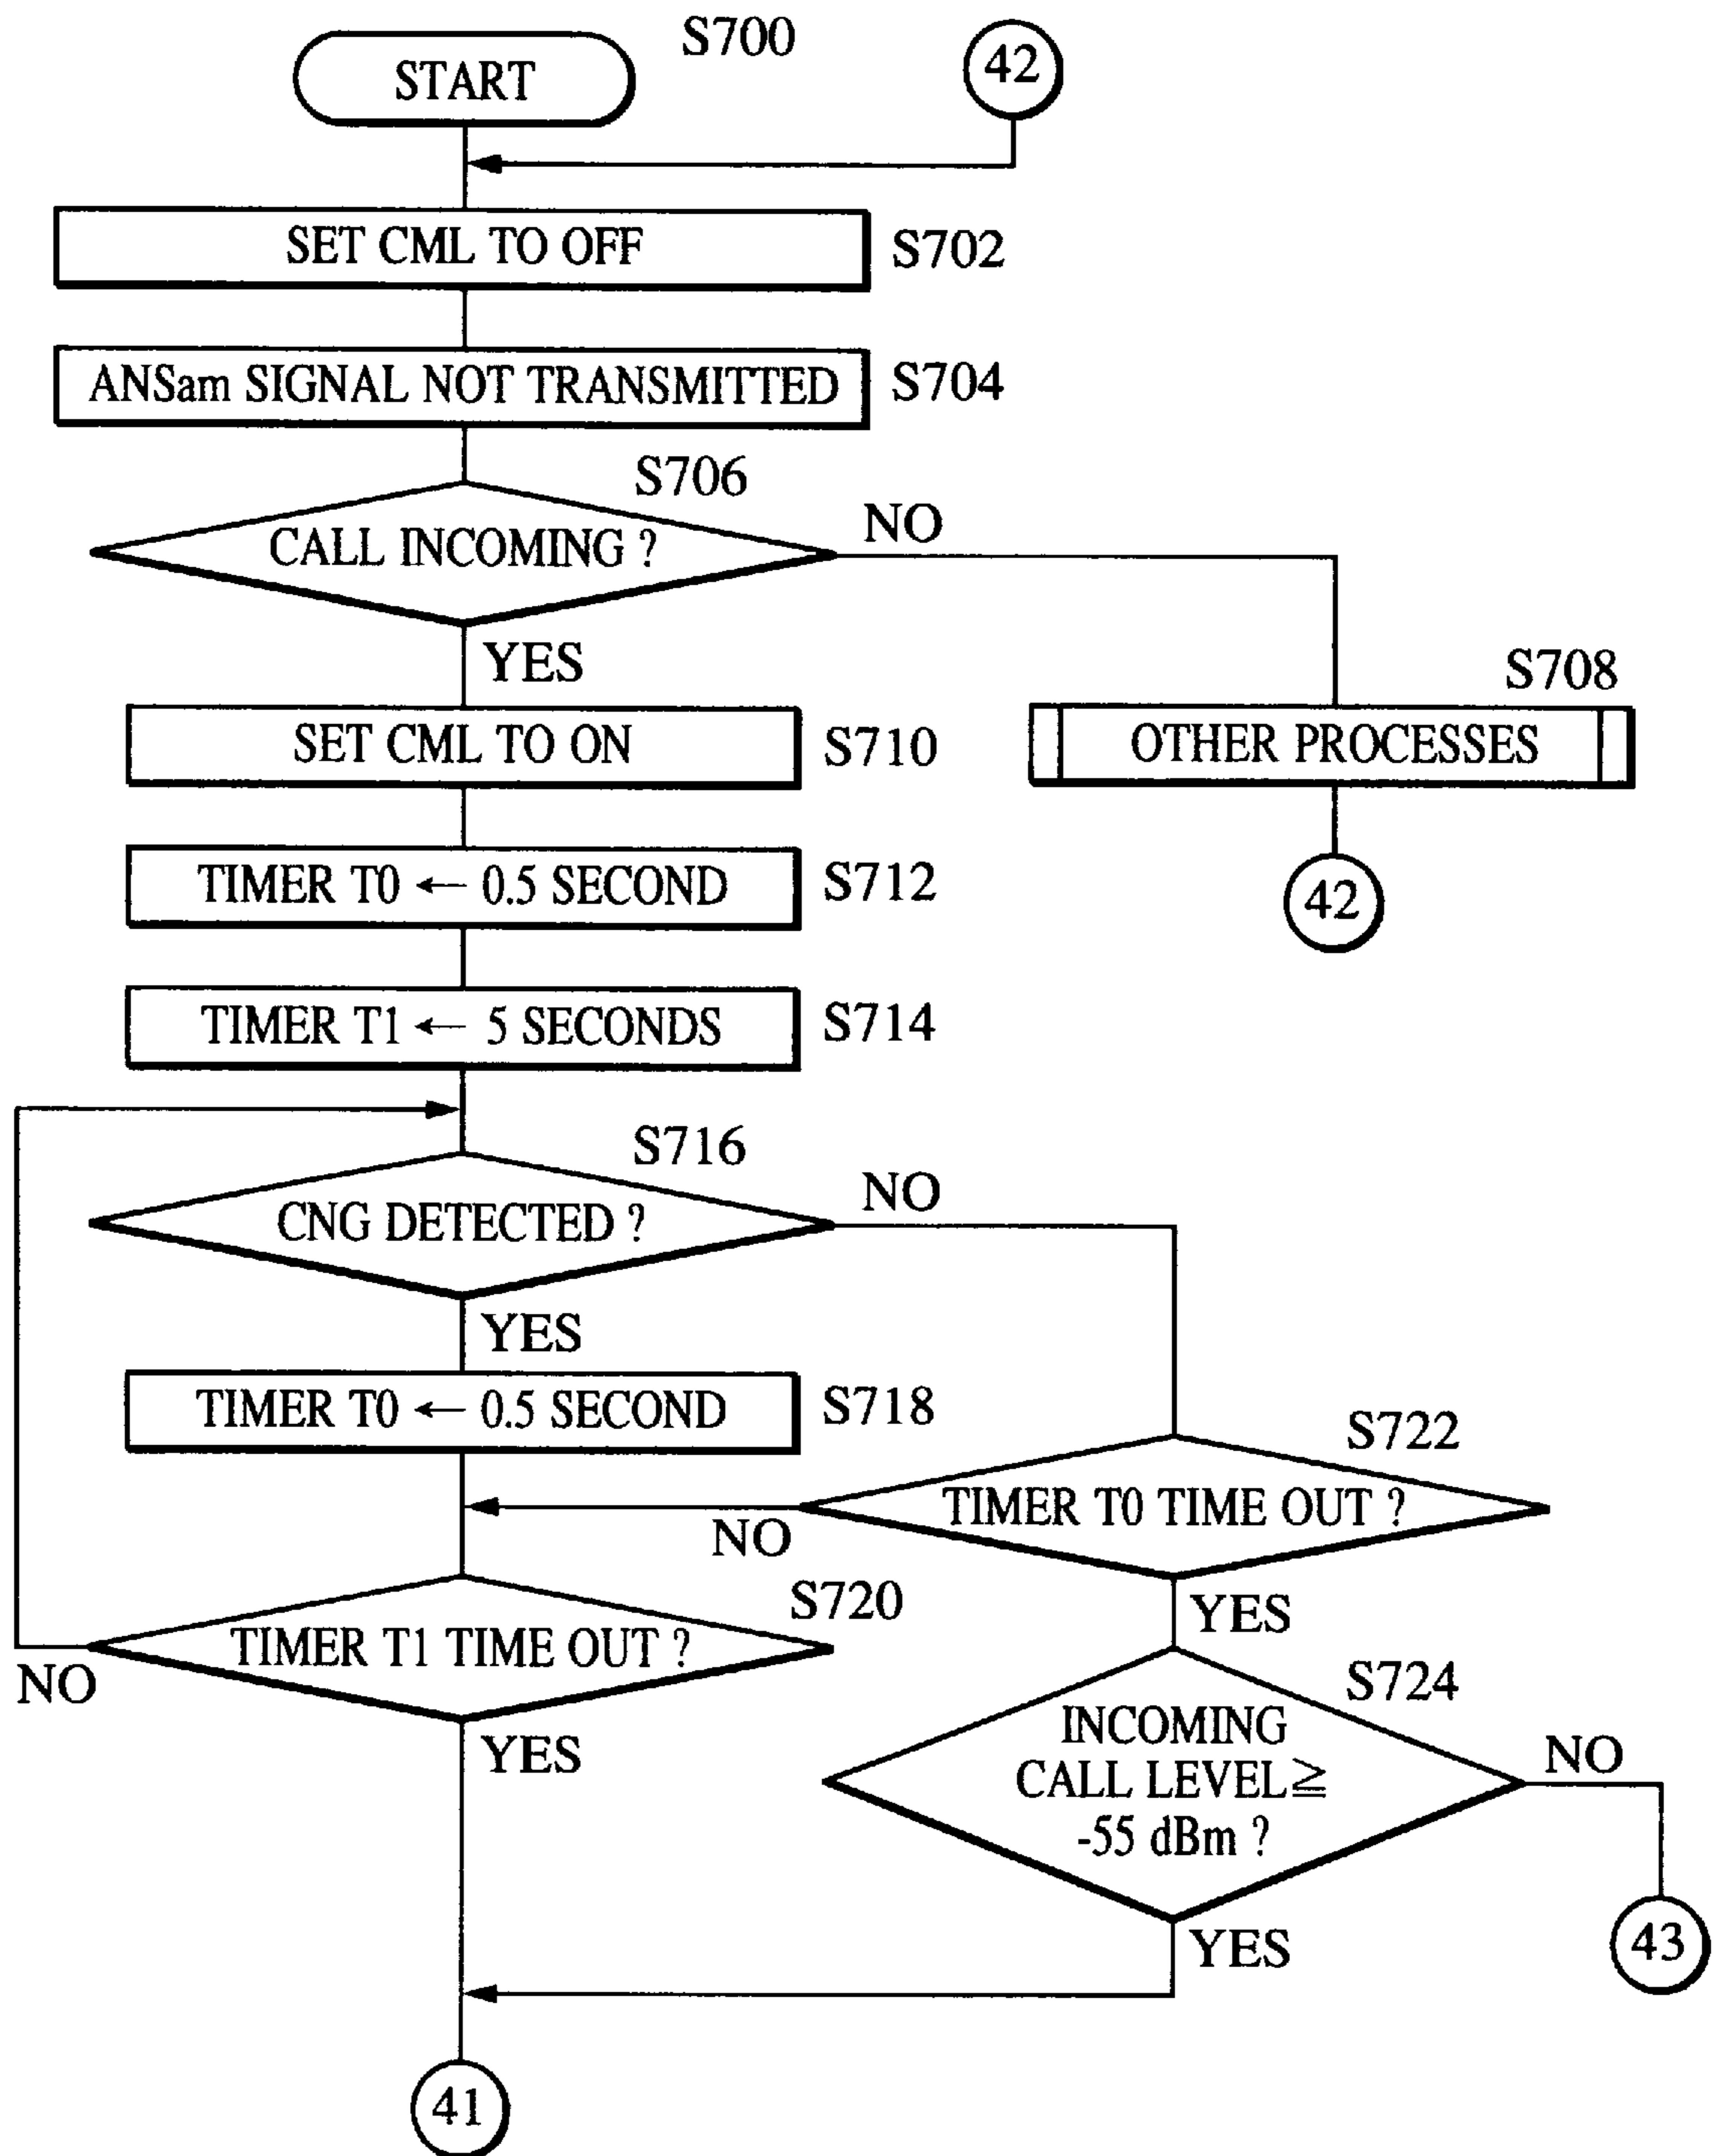 S700
START
42
SET CML TO OFF
S702
ANSam SIGNAL NOT TRANSMITTED
S704
S706
CALL INCOMING ?
NO
YES
S708
SET CML TO ON
S710
OTHER PROCESSES
TIMER T0 ← 0.5 SECOND
S712
42
TIMER T1 ← 5 SECONDS
S714
S716
CNG DETECTED ?
NO
YES
TIMER T0 ← 0.5 SECOND
S718
S722
TIMER T0 TIME OUT ?
NO
S720
YES
TIMER T1 TIME OUT ?
NO
S724
YES
INCOMING
CALL LEVEL≧
-55 dBm ?
NO
YES
43
41